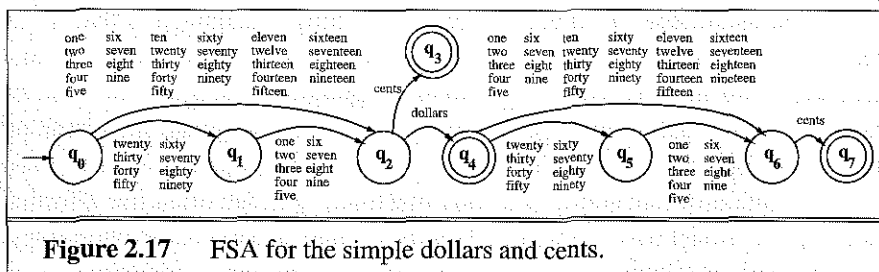 one six ten sixty eleven sixteen
two seven twenty seventy twelve seventeen
three eight thirty eighty thirteen eighteen
four nine forty ninety fourteen nineteen
five fifty fifteen
q3
one six ten sixty eleven sixteen
two seven twenty seventy twelve seventeen
three eight thirty eighty thirteen eighteen
four nine forty ninety fourteen nineteen
five fifty fifteen
cents
dollars
cents
q0
twenty sixty
thirty seventy
forty eighty
fifty ninety
q1
one six
two seven
three eight
four nine
five
q2
q4
twenty sixty
thirty seventy
forty eighty
fifty ninety
q5
one six
two seven
three eight
four nine
five
q6
q7
Figure 2.17 FSA for the simple dollars and cents.